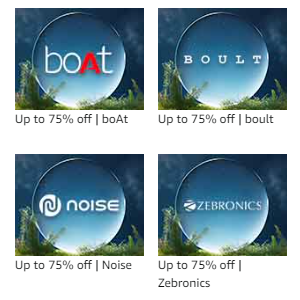 boAt
BOULT
Up to 75% off | boAt
Up to 75% off | boult
NOISE
ZEBRONICS
Up to 75% off | Noise
Up to 75% off |
Zebronics